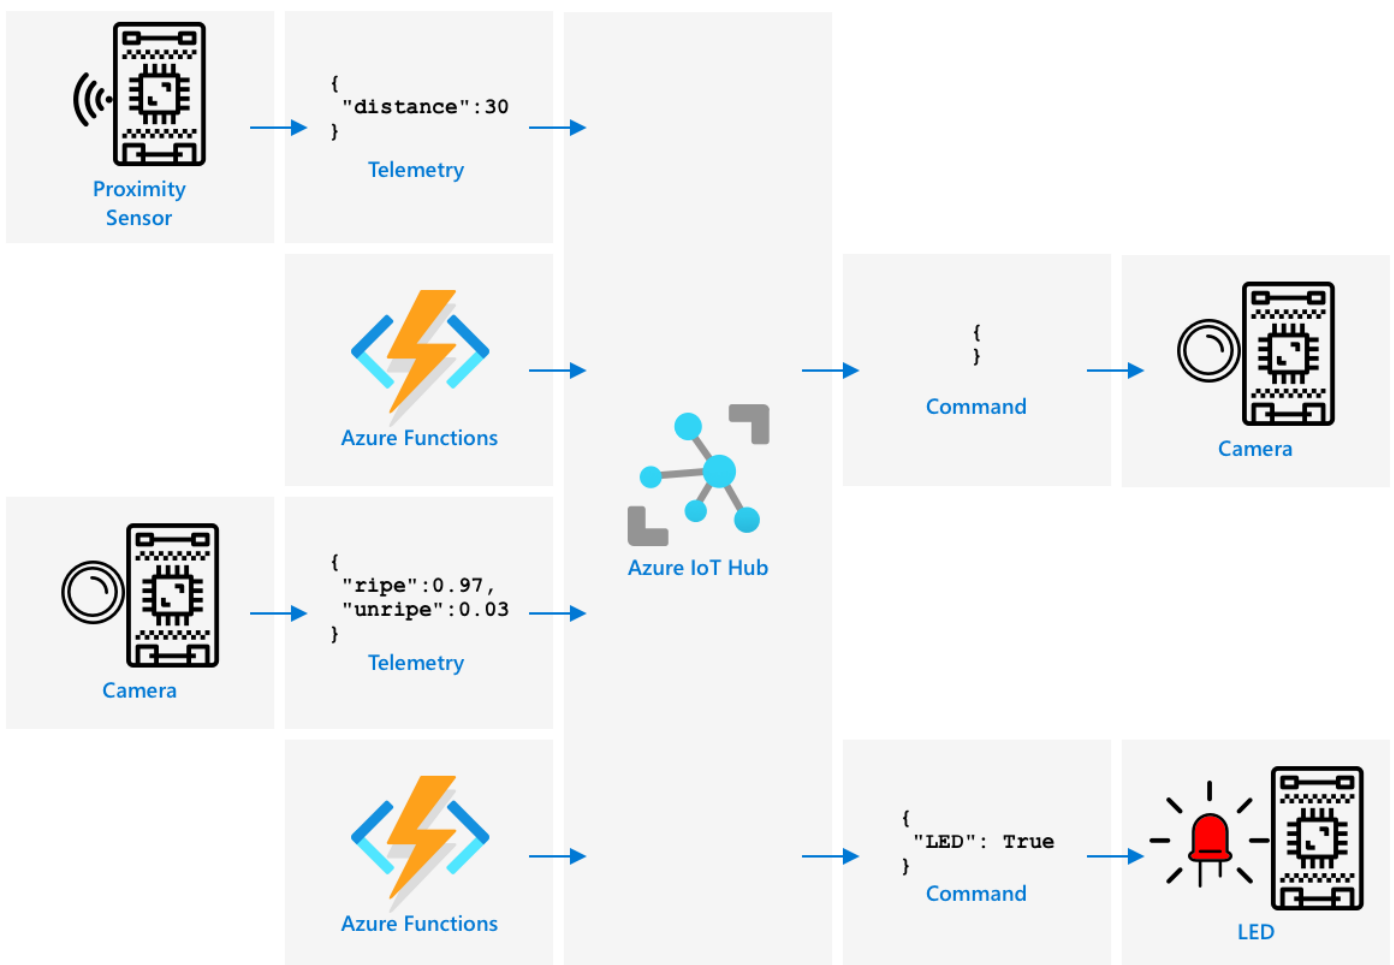 {
"distance":30
}
Telemetry
Proximity
Sensor
Azure Functions
{
}
Command
Camera
Azure IoT Hub
{
"ripe":0.97,
"unripe":0.03
}
Telemetry
Camera
Azure Functions
{
"LED": True
}
Command
LED